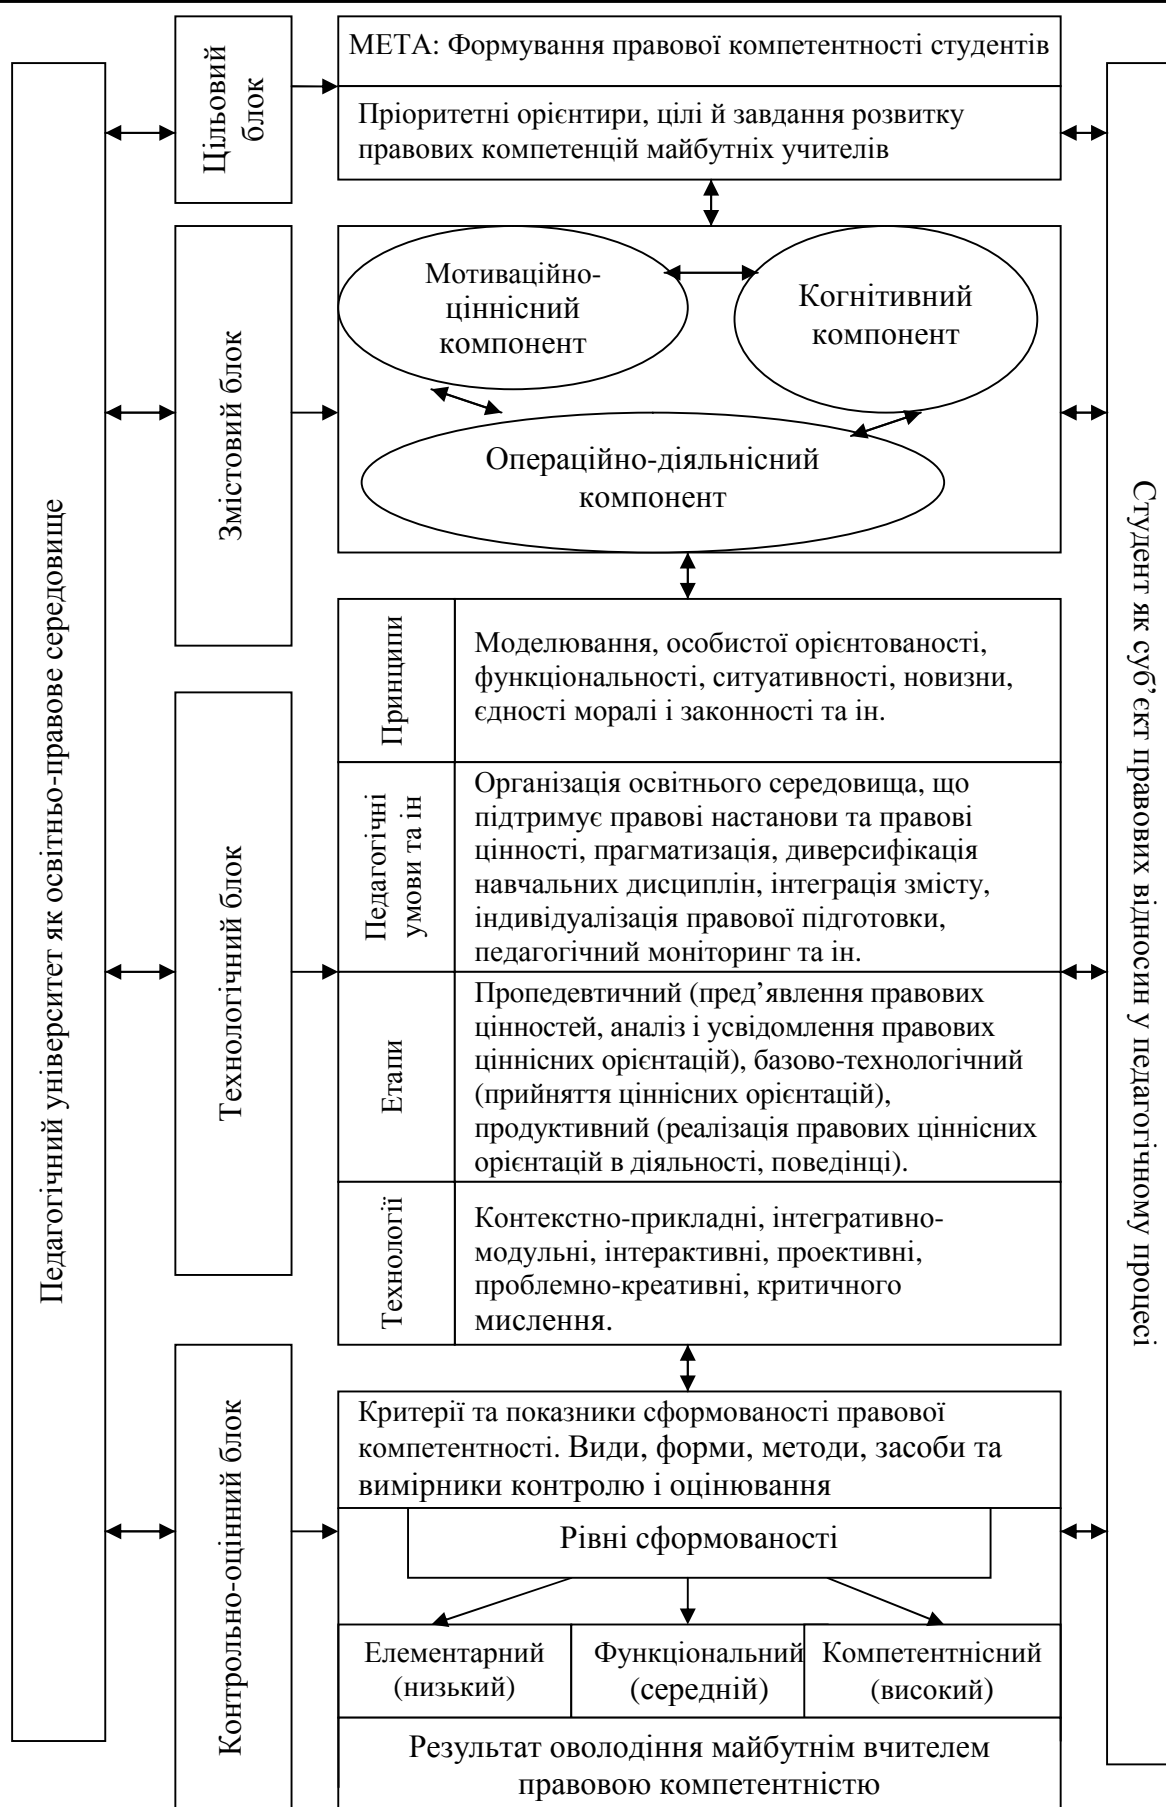 МЕТА: Формування правової компетентності студентів
Цільовий
блок
Пріоритетні орієнтири, цілі й завдання розвитку
правових компетенцій майбутніх учителів
Педагогічний університет як освітньо-правове середовище
Студент як суб’єкт правових відносин у педагогічному процесі
Змістовий блок
Мотиваційно-
ціннісний
компонент
Когнітивний
компонент
Операційно-діяльнісний
компонент
Технологічний блок
Принципи
Моделювання, особистої орієнтованості,
функціональності, ситуативності, новизни,
єдності моралі і законності та ін.
Педагогічні
умови та ін
Організація освітнього середовища, що
підтримує правові настанови та правові
цінності, прагматизація, диверсифікація
навчальних дисциплін, інтеграція змісту,
індивідуалізація правової підготовки,
педагогічний моніторинг та ін.
Етапи
Пропедевтичний (пред’явлення правових
цінностей, аналіз і усвідомлення правових
ціннісних орієнтацій), базово-технологічний
(прийняття ціннісних орієнтацій),
продуктивний (реалізація правових ціннісних
орієнтацій в діяльності, поведінці).
Технології
Контекстно-прикладні, інтегративно-
модульні, інтерактивні, проективні,
проблемно-креативні, критичного
мислення.
Контрольно-оцінний блок
Критерії та показники сформованості правової
компетентності. Види, форми, методи, засоби та
вимірники контролю і оцінювання
Рівні сформованості
Елементарний
(низький)
Функціональний
(середній)
Компетентнісний
(високий)
Результат оволодіння майбутнім вчителем
правовою компетентністю